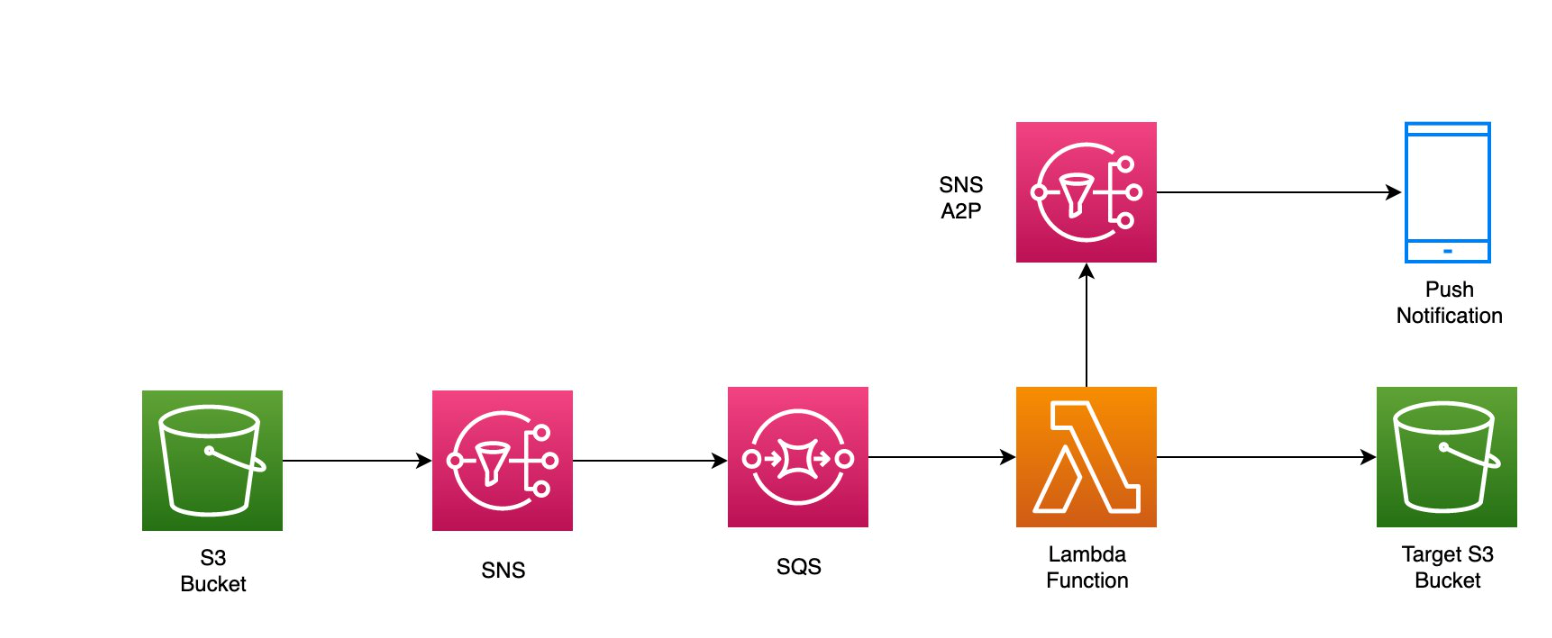 SNS
A2P
Push
Notification
S3
Bucket
SNS
SQS
Lambda
Function
Target S3
Bucket